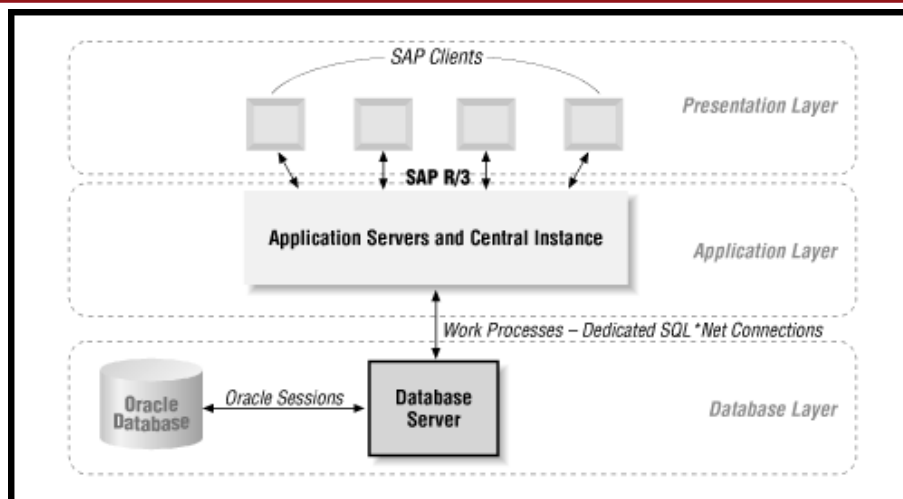 SAP Clients
Presentation Layer
SAP R/3
Application Servers and Central Instance
Application Layer
Work Processes – Dedicated SQL*Net Connections
Oracle
Database
Oracle Sessions
Database
Server
Database Layer